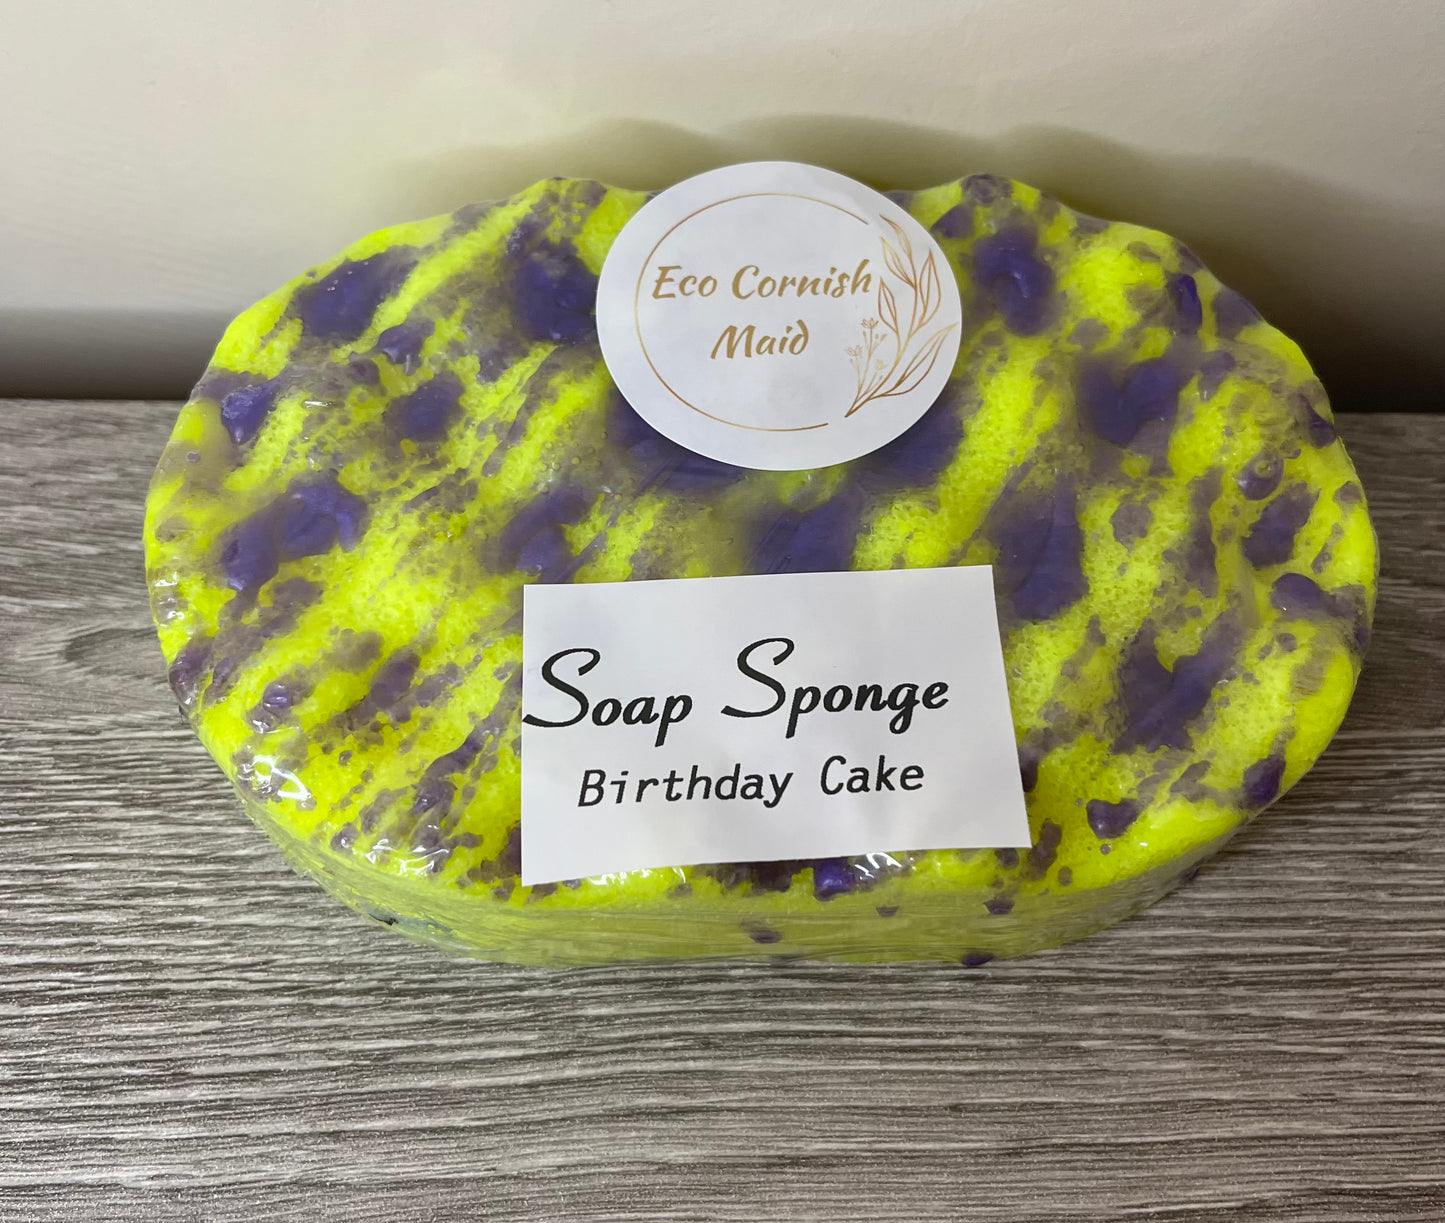 Eco Cornish
Maid
Soap Sponge
Birthday Cake